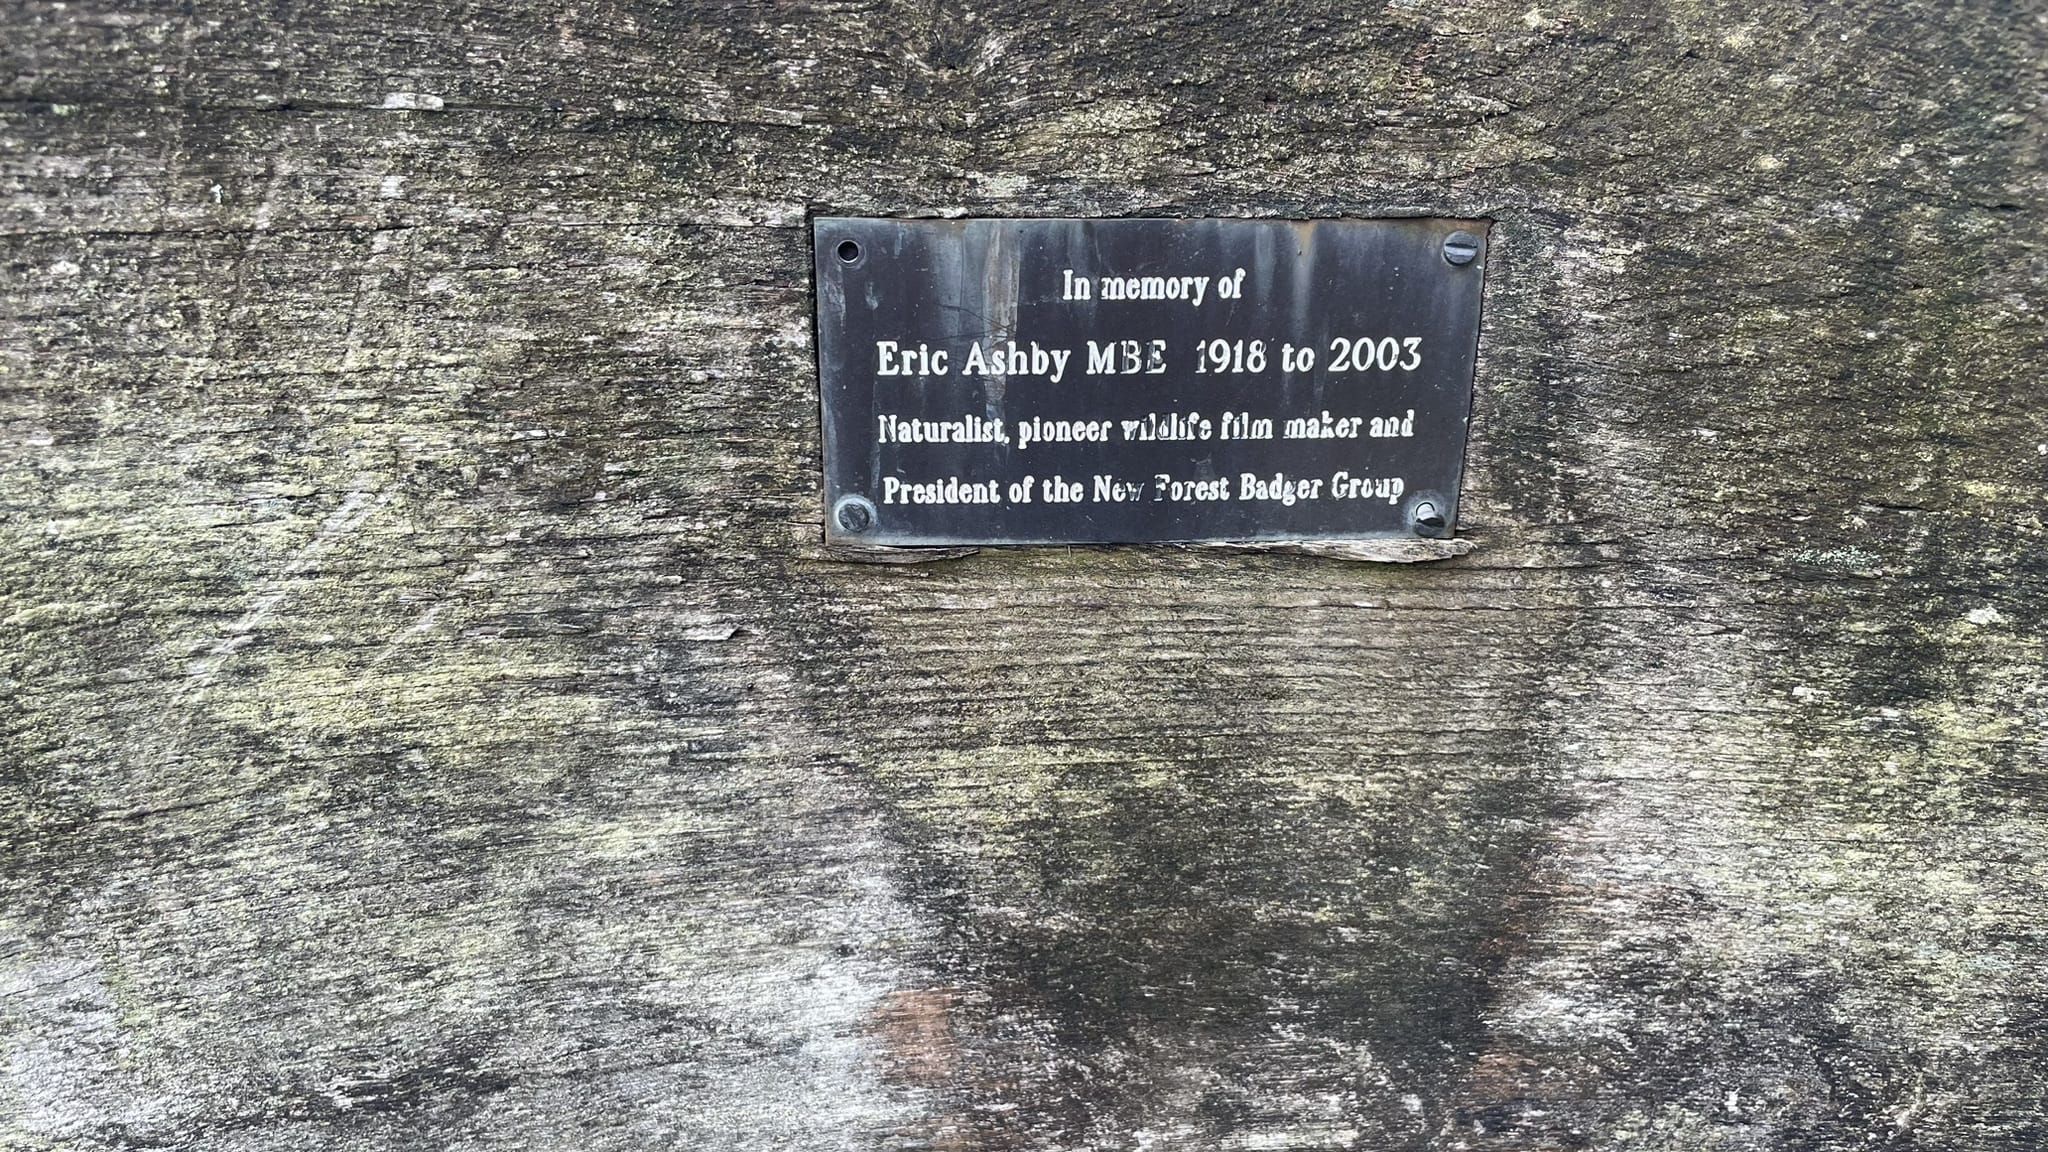 In memory of
Eric Ashby MBE 1918 to 2003
Naturalist, pioneer wildlife film maker and
President of the New Forest Badger Group